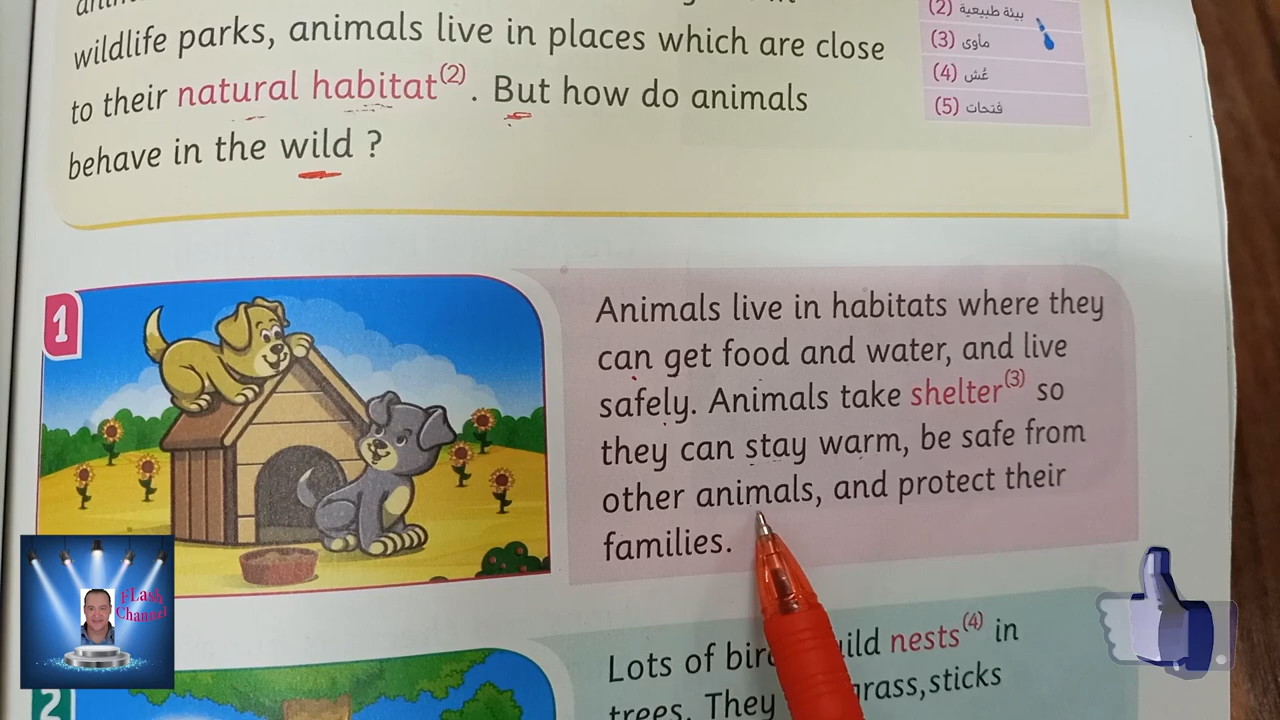 wildlife parks, animals live in places which are close
to their natural habitat(2). But how do animals
behave in the wild ?
(2) بيئة طبيعية
(3) مأوى
(4) عُش
(5) فتحات
1
Animals live in habitats where they
can get food and water, and live
safely. Animals take shelter(3) so
they can stay warm, be safe from
other animals, and protect their
families.
FLash
Channel
2
Lots of nests(4) in
trees. They grass, sticks